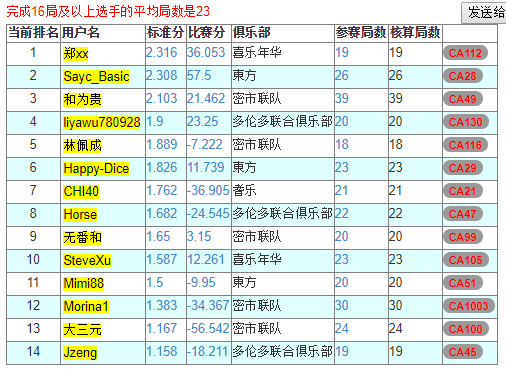 完成16局及以上选手的平均局数是23
发送给
当前排名 用户名 标准分 比赛分 俱乐部 参赛局数 核算局数
1 郑xx 2.316 36.053 喜乐年华 19 19 CA112
2 Sayc_Basic 2.308 57.5 東方 26 26 CA28
3 和为贵 2.103 21.462 密市联队 39 39 CA49
4 liyawu780928 1.9 23.25 多伦多联合俱乐部 20 20 CA130
5 林佩成 1.889 -7.222 密市联队 18 18 CA116
6 Happy-Dice 1.826 11.739 東方 23 23 CA29
7 CHI40 1.762 -36.905 耆乐 21 21 CA21
8 Horse 1.682 -24.545 多伦多联合俱乐部 22 22 CA47
9 无番和 1.65 3.15 密市联队 20 20 CA99
10 SteveXu 1.587 12.261 喜乐年华 23 23 CA105
11 Mimi88 1.5 -9.95 東方 20 20 CA51
12 Morina1 1.383 -34.367 密市联队 30 30 CA1003
13 大三元 1.167 -56.542 密市联队 24 24 CA100
14 Jzeng 1.158 -18.211 多伦多联合俱乐部 19 19 CA45